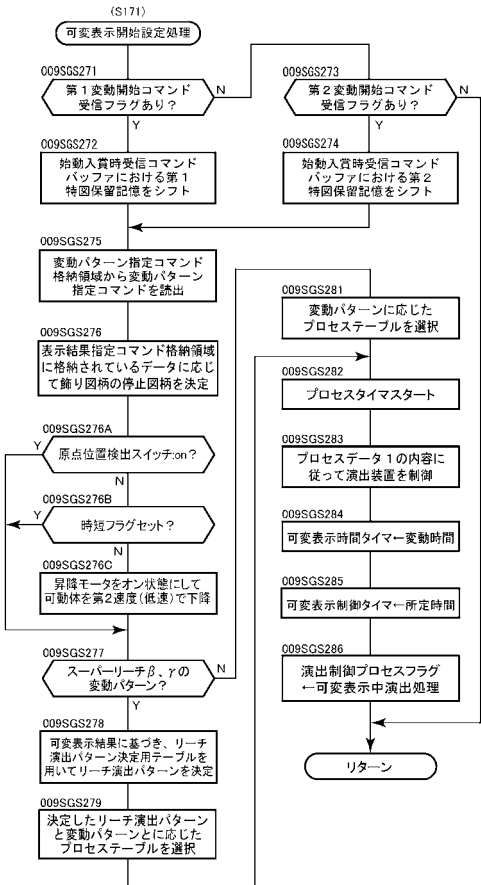 (S171)
可変表示開始設定処理
009SGS271
第1変動開始コマンド
受信フラグあり?
N
Y
009SGS272
始動入賞時受信コマンド
バッファにおける第1
特図保留記憶をシフト
009SGS273
第2変動開始コマンド
受信フラグあり?
N
Y
009SGS274
始動入賞時受信コマンド
バッファにおける第2
特図保留記憶をシフト
009SGS275
変動パターン指定コマンド
格納領域から変動パターン
指定コマンドを読出
009SGS276
表示結果指定コマンド格納領域
に格納されているデータに応じ
て飾り図柄の停止図柄を決定
009SGS276A
Y
原点位置検出スイッチ:on?
N
009SGS276B
Y
時短フラグセット?
N
009SGS276C
昇降モータをオン状態にして
可動体を第2速度(低速)で下降
009SGS277
スーパーリーチβ、γの
変動パターン?
N
Y
009SGS278
可変表示結果に基づき、リーチ
演出パターン決定用テーブルを
用いてリーチ演出パターンを決定
009SGS279
決定したリーチ演出パターン
と変動パターンとに応じた
プロセステーブルを選択
009SGS281
変動パターンに応じた
プロセステーブルを選択
009SGS282
プロセスタイマスタート
009SGS283
プロセスデータ1の内容に
従って演出装置を制御
009SGS284
可変表示時間タイマ←変動時間
009SGS285
可変表示制御タイマ←所定時間
009SGS286
演出制御プロセスフラグ
←可変表示中演出処理
リターン